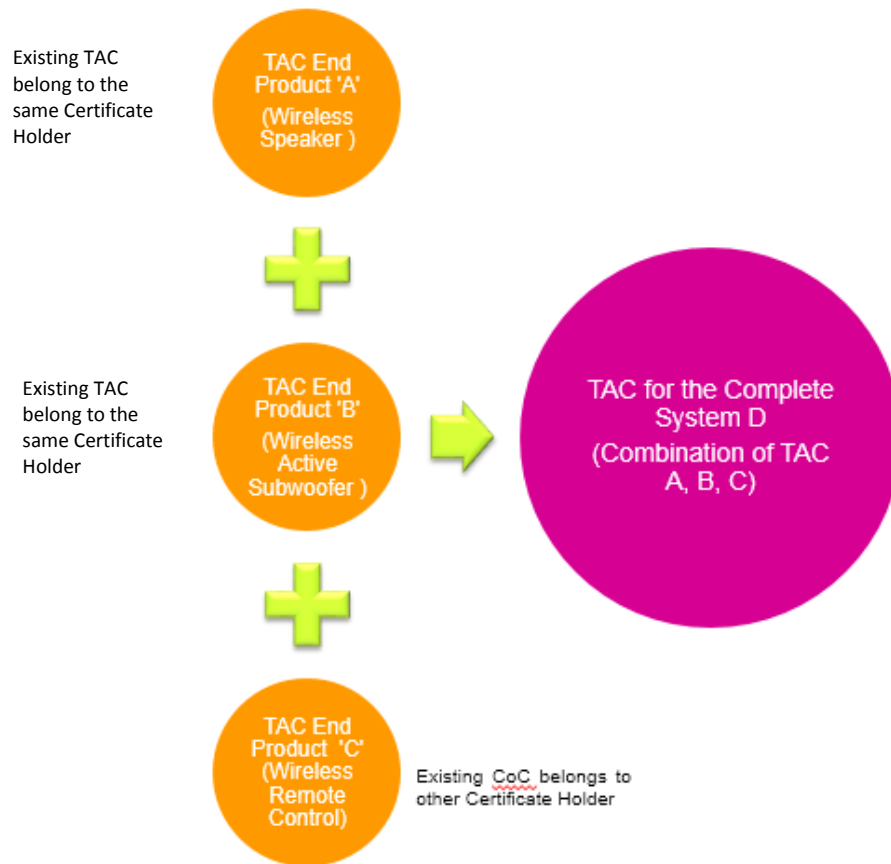 Existing TAC
belong to the
same Certificate
Holder
TAC End
Product 'A'
(Wireless
Speaker )
Existing TAC
belong to the
same Certificate
Holder
TAC End
Product 'B'
(Wireless
Active
Subwoofer )
TAC for the Complete
System D
(Combination of TAC
A, B, C)
TAC End
Product 'C'
(Wireless
Remote
Control)
Existing CoC belongs to
other Certificate Holder